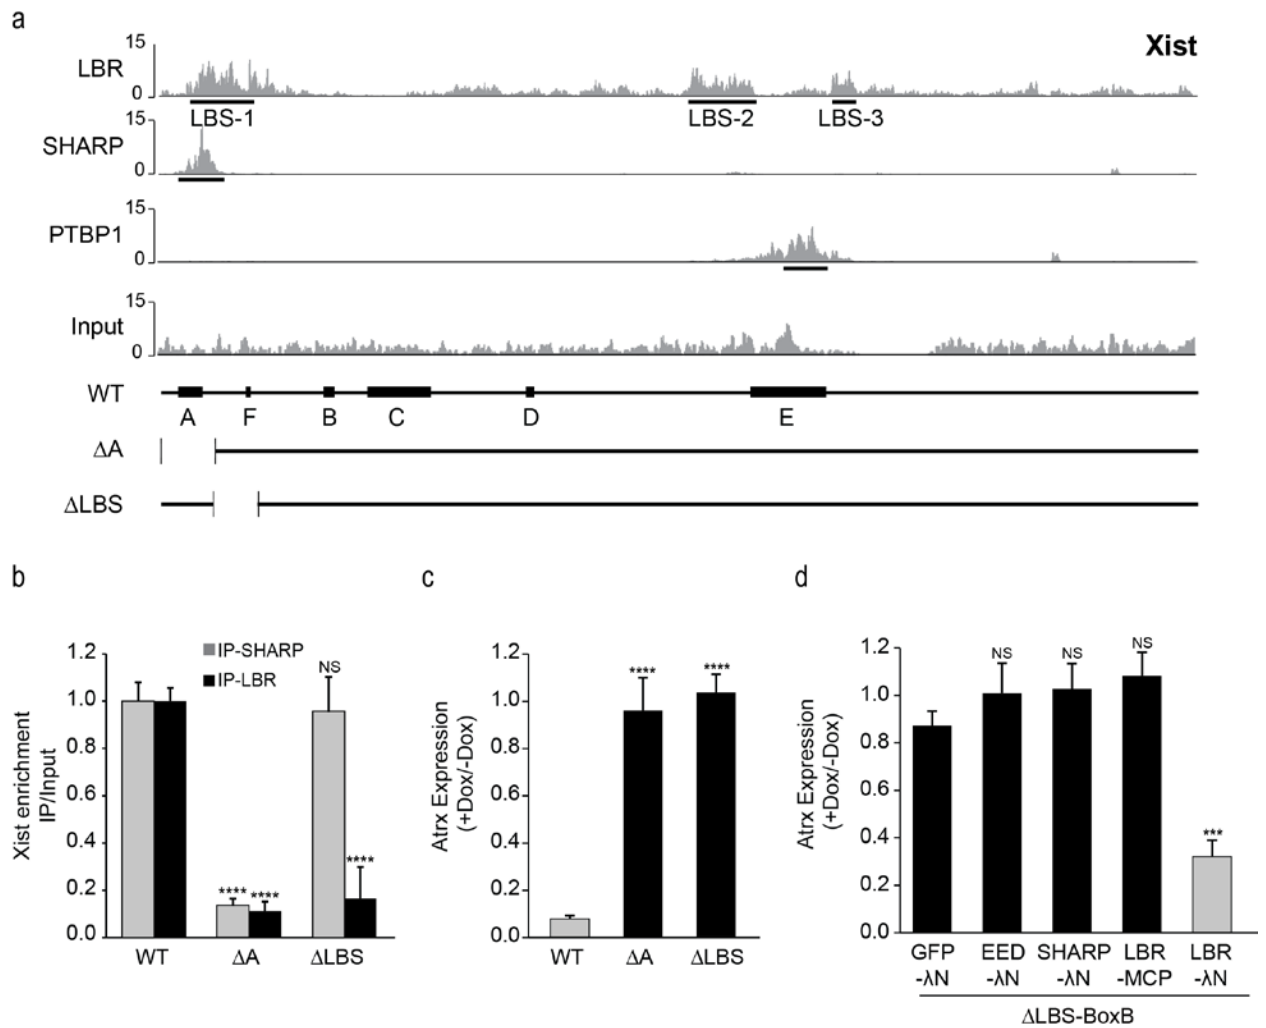 a
Xist
LBR
15
0
LBS-1
LBS-2
LBS-3
SHARP
15
0
PTBP1
15
0
Input
15
0
WT
A
F
B
C
D
E
ΔA
ΔLBS
b
Xist enrichment
IP/Input
1.2
1.0
0.8
0.6
0.4
0.2
0.0
IP-SHARP
IP-LBR
**** ****
NS
****
WT
ΔA
ΔLBS
c
Atrx Expression
(+Dox/-Dox)
1.2
1.0
0.8
0.6
0.4
0.2
0.0
****
****
WT
ΔA
ΔLBS
d
Atrx Expression
(+Dox/-Dox)
1.2
1.0
0.8
0.6
0.4
0.2
0.0
NS
NS
NS
***
GFP
-λN
EED
-λN
SHARP
-λN
LBR
-MCP
LBR
-λN
ΔLBS-BoxB